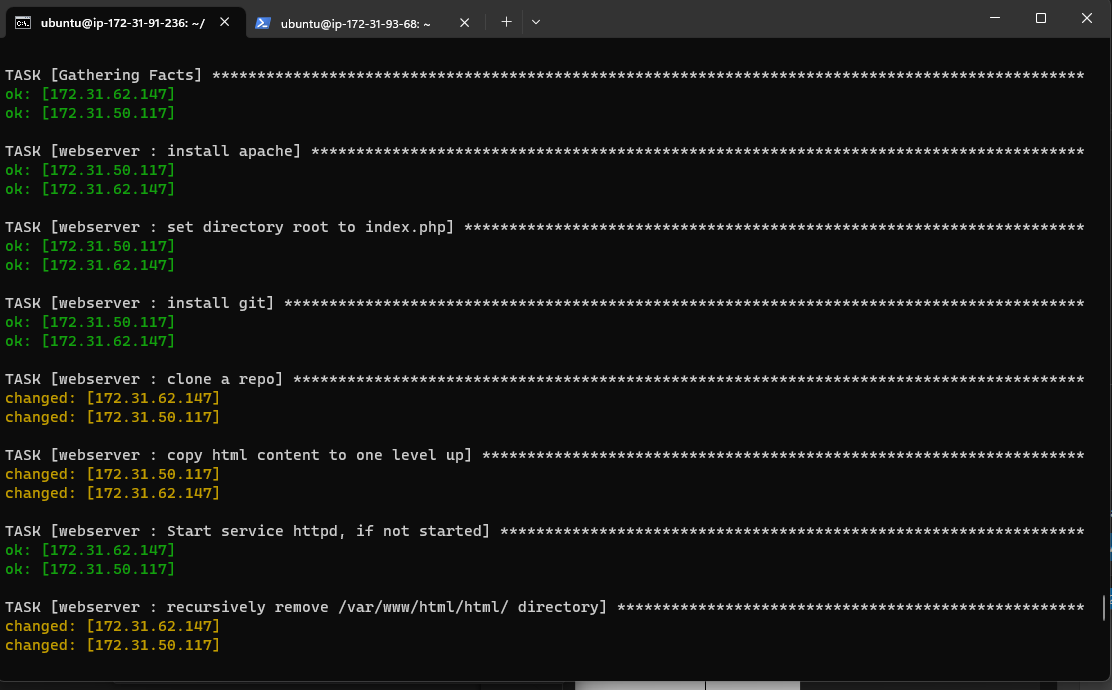 ubuntu@ip-172-31-91-236: ~/
ubuntu@ip-172-31-93-68: ~
TASK [Gathering Facts] *************************************************************************************************
ok: [172.31.62.147]
ok: [172.31.50.117]
TASK [webserver : install apache] **************************************************************************************
ok: [172.31.50.117]
ok: [172.31.62.147]
TASK [webserver : set directory root to index.php] *********************************************************************
ok: [172.31.50.117]
ok: [172.31.62.147]
TASK [webserver : install git] *****************************************************************************************
ok: [172.31.50.117]
ok: [172.31.62.147]
TASK [webserver : clone a repo] ****************************************************************************************
changed: [172.31.62.147]
changed: [172.31.50.117]
TASK [webserver : copy html content to one level up] *******************************************************************
changed: [172.31.50.117]
changed: [172.31.62.147]
TASK [webserver : Start service httpd, if not started] *****************************************************************
ok: [172.31.62.147]
ok: [172.31.50.117]
TASK [webserver : recursively remove /var/www/html/html/ directory] ****************************************************
changed: [172.31.62.147]
changed: [172.31.50.117]